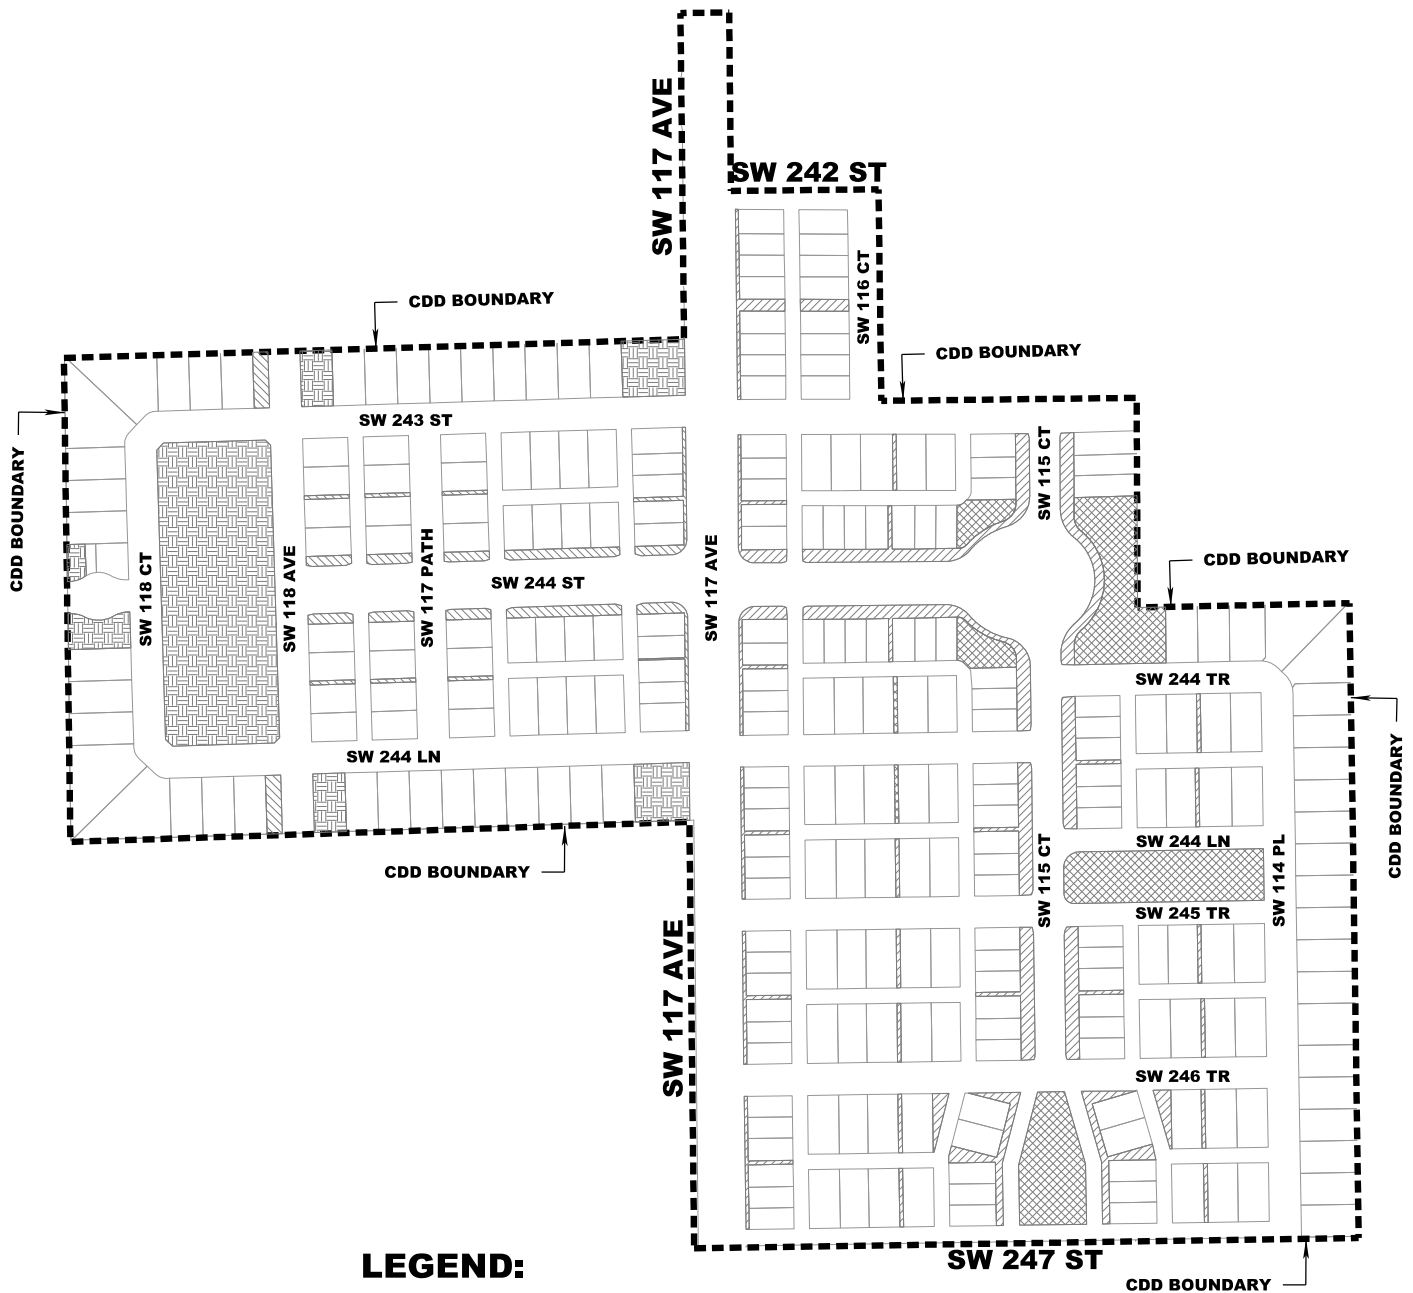 SW 117 AVE
SW 242 ST
SW 116 CT
CDD BOUNDARY
CDD BOUNDARY
CDD BOUNDARY
SW 243 ST
SW 115 CT
SW 118 CT
SW 118 AVE
SW 117 PATH
SW 244 ST
SW 117 AVE
CDD BOUNDARY
SW 244 TR
SW 244 LN
CDD BOUNDARY
CDD BOUNDARY
SW 244 LN
SW 115 CT
SW 114 PL
SW 245 TR
SW 117 AVE
SW 246 TR
LEGEND:
SW 247 ST
CDD BOUNDARY